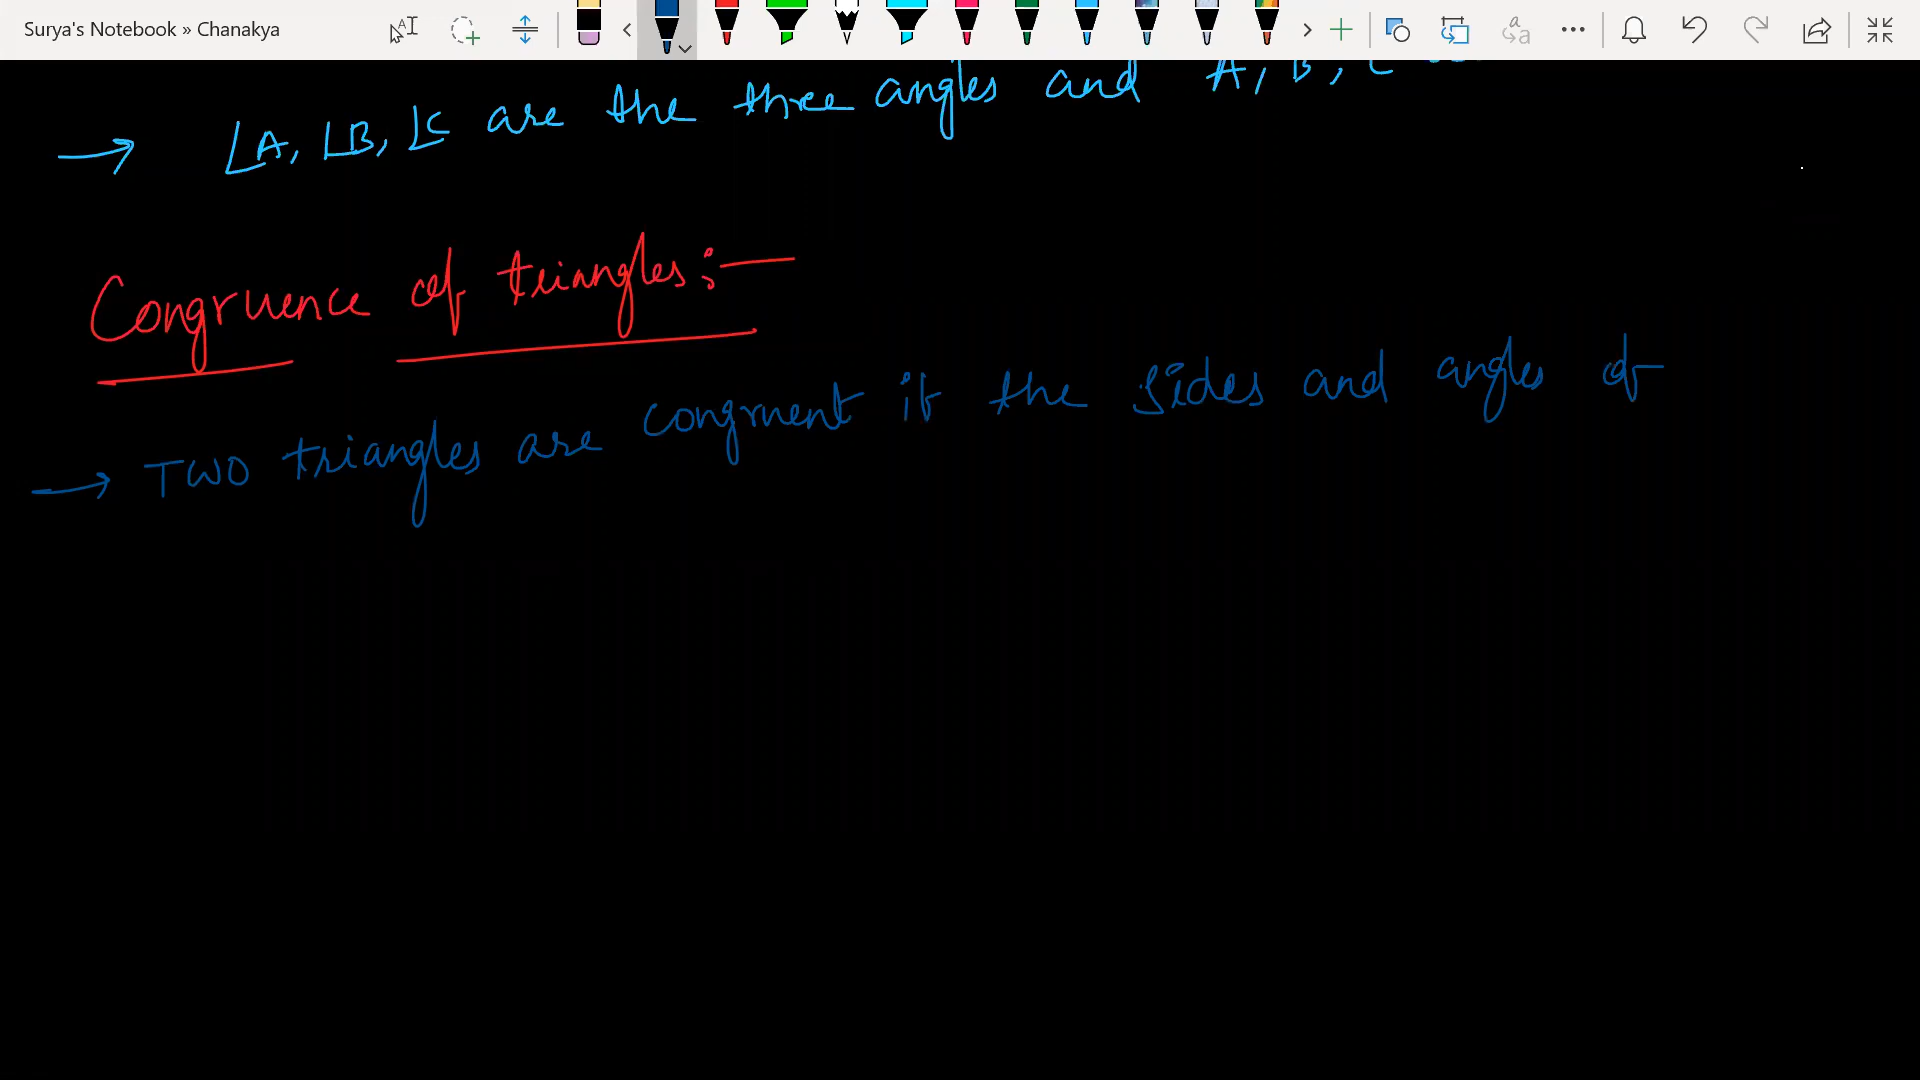 Surya's Notebook » Chanakya
→ ∠A, ∠B, ∠C are the three angles and A, B, C
Congruence of triangles:—
→ TWO triangles are congruent if the sides and angles of